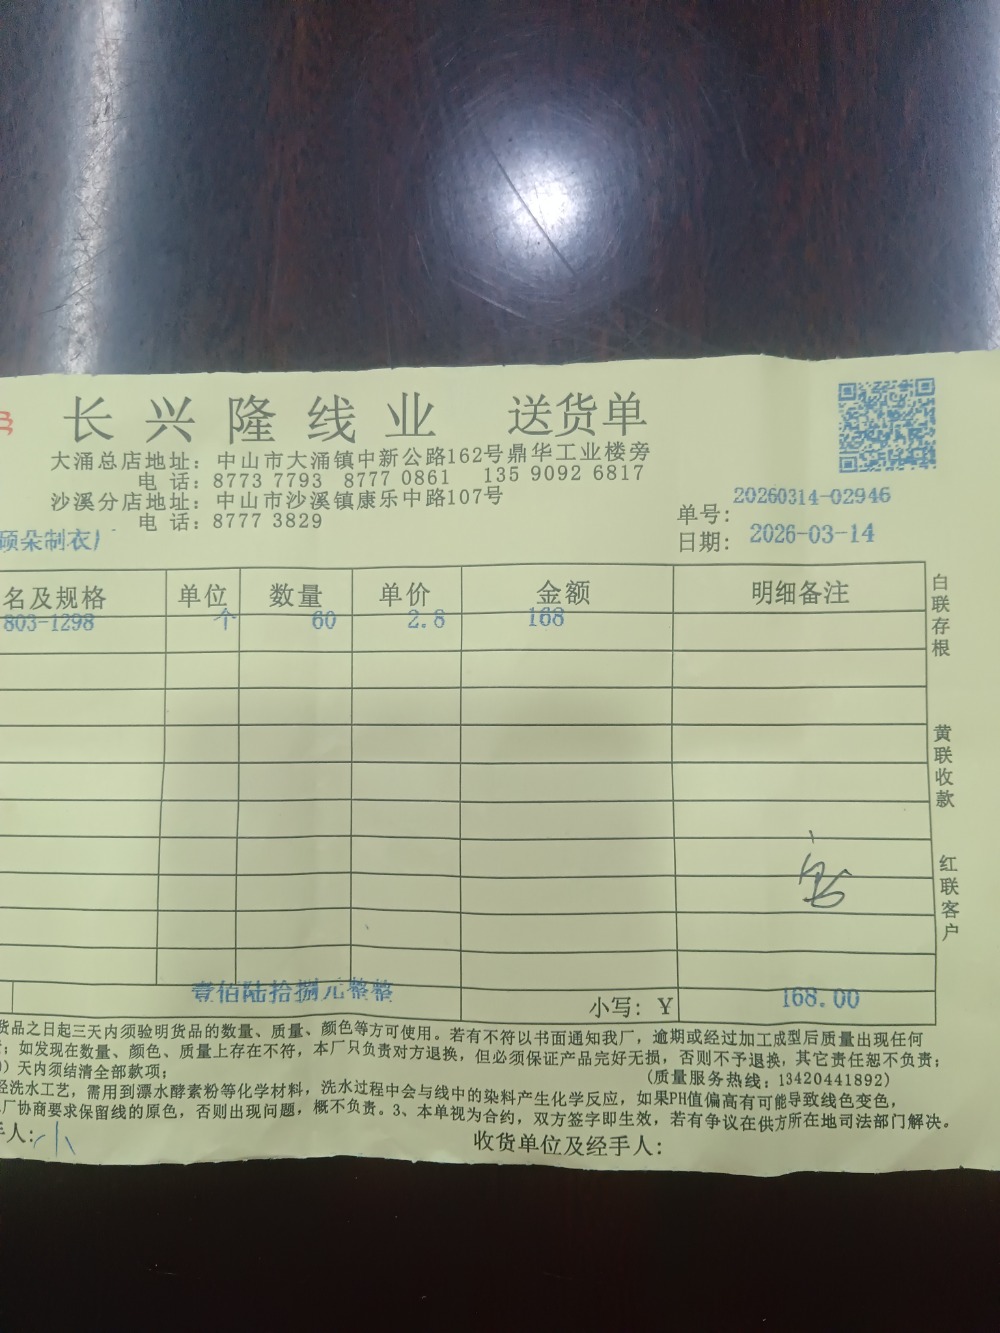 长兴隆线业 送货单
大涌总店地址：中山市大涌镇中新公路162号鼎华工业楼旁
电 话：8773 7793 8777 0861 135 9092 6817
沙溪分店地址：中山市沙溪镇康乐中路107号
电 话：8777 3829
单号：20260314-02946
硕朵制衣厂
日期：2026-03-14
名及规格 单位 数量 单价 金额 明细备注
803-1298 个 60 2.8 168
白联存根
黄联收款
红联客户
壹佰陆拾捌元整整 小写：Y 168.00
货品之日起三天内须验明货品的数量、质量、颜色等方可使用。若有不符以书面通知我厂，逾期或经过加工成型后质量出现任何
；如发现在数量、颜色、质量上存在不符，本厂只负责对方退换，但必须保证产品完好无损，否则不予退换，其它责任恕不负责；
）天内须结清全部款项； （质量服务热线：13420441892）
经洗水工艺，需用到漂水酵素粉等化学材料，洗水过程中会与线中的染料产生化学反应，如果PH值偏高有可能导致线色变色，
厂协商要求保留线的原色，否则出现问题，概不负责。3、本单视为合约，双方签字即生效，若有争议在供方所在地司法部门解决。
手人：小 收货单位及经手人：